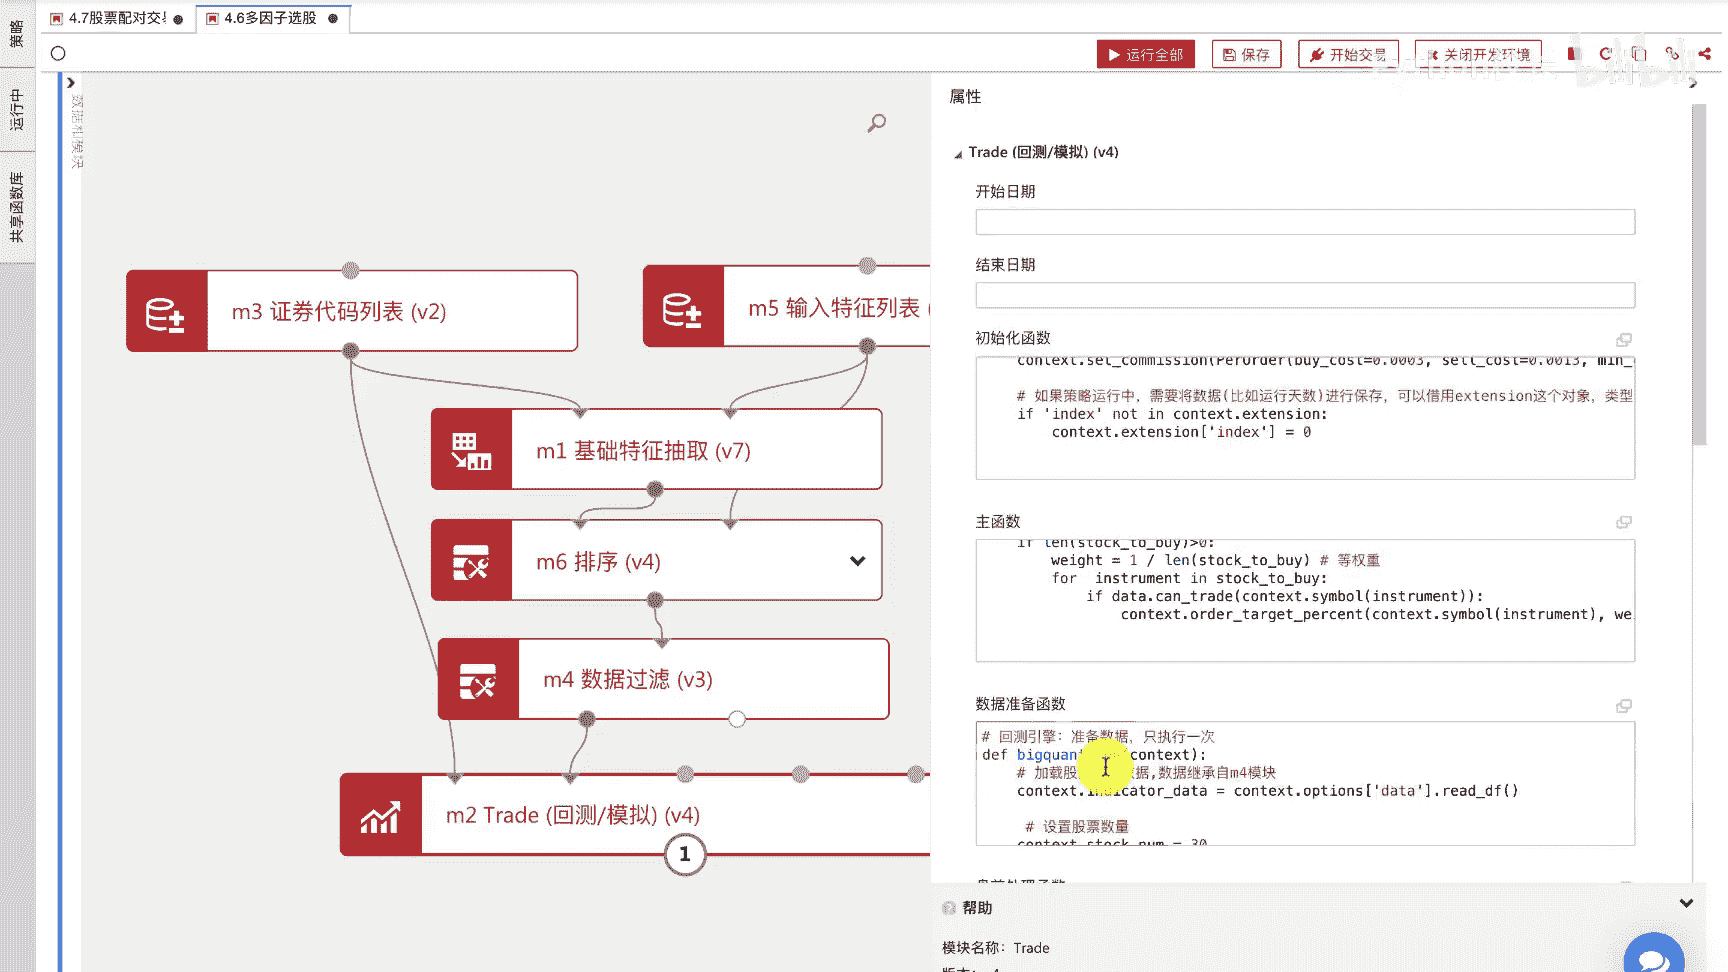 4.7股票配对交易
4.6多因子选股
策略
运行中
共享函数库
运行全部
保存
开始交易
关闭开发环境
bilibili
数据和模块
属性
Trade (回测/模拟) (v4)
开始日期
结束日期
初始化函数
context.set_commission(PerOrder(buy_cost=0.0003, sell_cost=0.0013, min_
# 如果策略运行中，需要将数据(比如运行天数)进行保存，可以借用extension这个对象，类型
if 'index' not in context.extension:
context.extension['index'] = 0
主函数
if len(stock_to_buy)>0:
weight = 1 / len(stock_to_buy) # 等权重
for instrument in stock_to_buy:
if data.can_trade(context.symbol(instrument)):
context.order_target_percent(context.symbol(instrument), we
数据准备函数
# 回测引擎：准备数据，只执行一次
def bigquant context):
# 加载股 据,数据继承自m4模块
context.indicator_data = context.options['data'].read_df()
# 设置股票数量
context.stock_num = 30
盘前处理函数
帮助
模块名称：Trade
m3 证券代码列表 (v2)
m5 输入特征列表 (
m1 基础特征抽取 (v7)
m6 排序 (v4)
m4 数据过滤 (v3)
m2 Trade (回测/模拟) (v4)
1